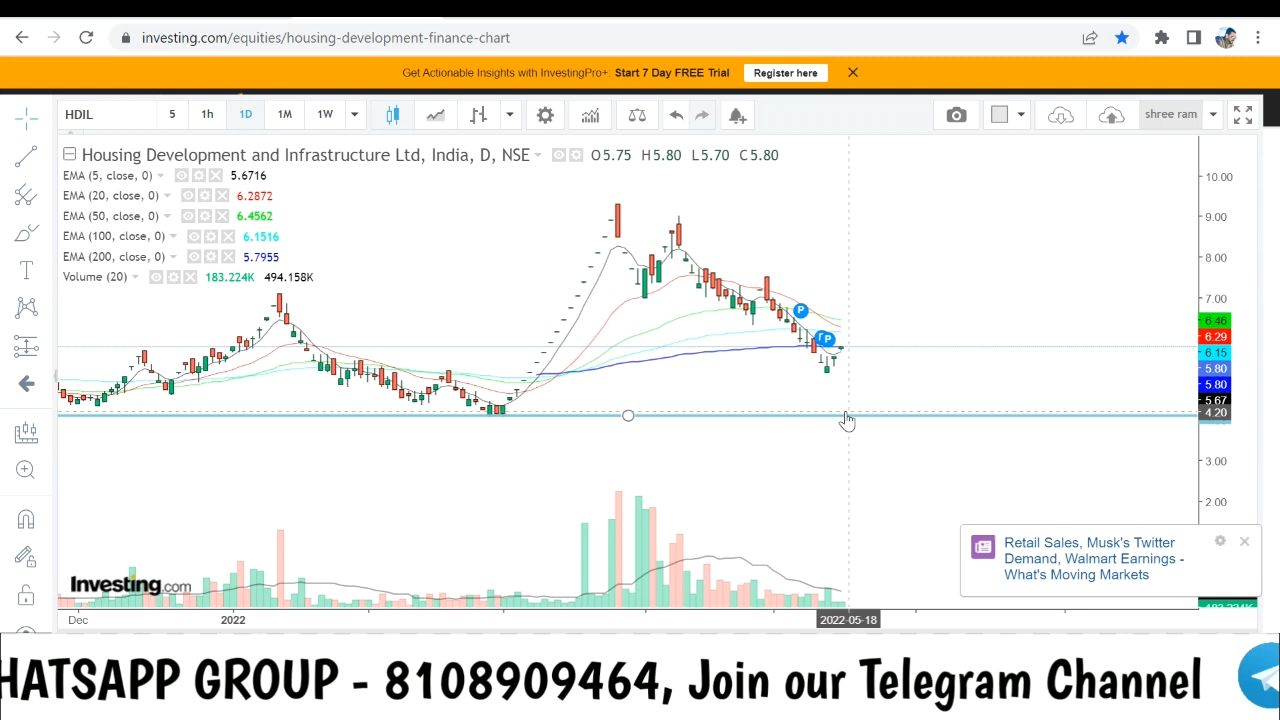 investing.com/equities/housing-development-finance-chart
Get Actionable Insights with InvestingPro+: Start 7 Day FREE Trial Register here
HDIL 5 1h 1D 1M 1W shree ram
Housing Development and Infrastructure Ltd, India, D, NSE O5.75 H5.80 L5.70 C5.80
EMA (5, close, 0) 5.6716
EMA (20, close, 0) 6.2872
EMA (50, close, 0) 6.4562
EMA (100, close, 0) 6.1516
EMA (200, close, 0) 5.7955
Volume (20) 183.224K 494.158K
10.00
9.00
8.00
7.00
6.46
6.29
6.15
5.80
5.80
5.67
4.20
3.00
2.00
P
P
Retail Sales, Musk's Twitter
Demand, Walmart Earnings -
What's Moving Markets
Investing.com
183.224K
Dec 2022 2022-05-18
HATSAPP GROUP - 8108909464, Join our Telegram Channel